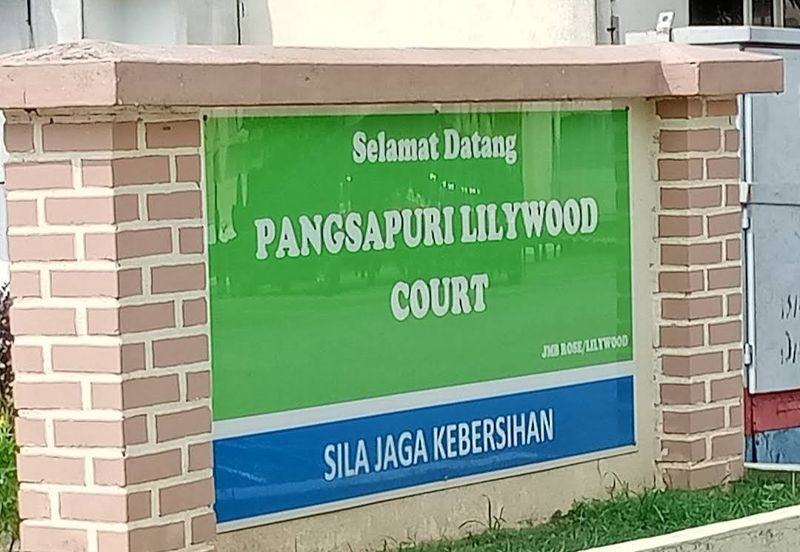 Selamat Datang
PANGSAPURI LILYWOOD
COURT
JMB ROSE/LILYWOOD
SILA JAGA KEBERSIHAN